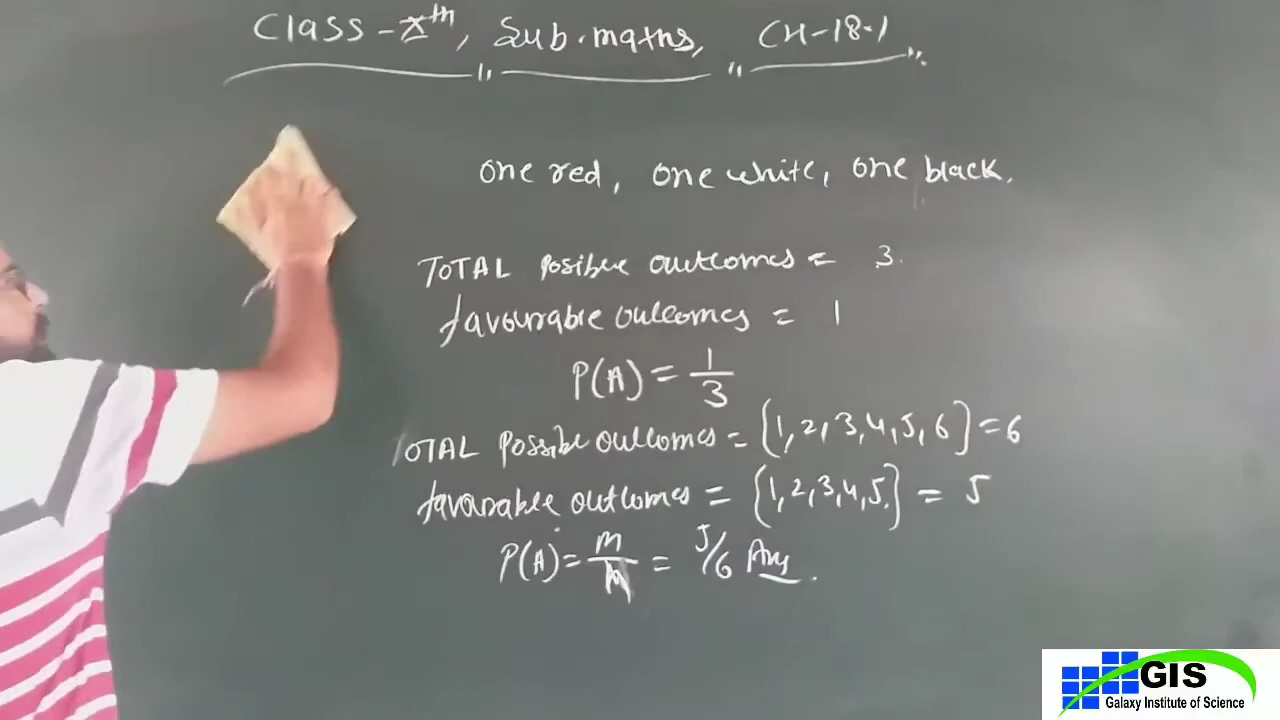 Class-Xth, Sub.maths, CH-18.1
one red, one white, one black.
TOTAL Posible outcomes = 3.
favourable outcomes = 1
P(A) = 1/3
TOTAL possible outcomes = {1,2,3,4,5,6} = 6
favourable outcomes = {1,2,3,4,5} = 5
P(A) = m/n = 5/6 Ans.
GIS
Galaxy Institute of Science